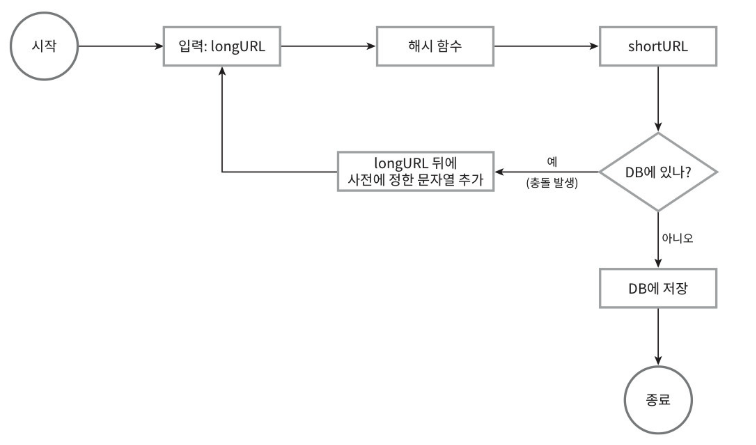 시작
입력: longURL
해시 함수
shortURL
longURL 뒤에
사전에 정한 문자열 추가
예
(충돌 발생)
DB에 있나?
아니오
DB에 저장
종료